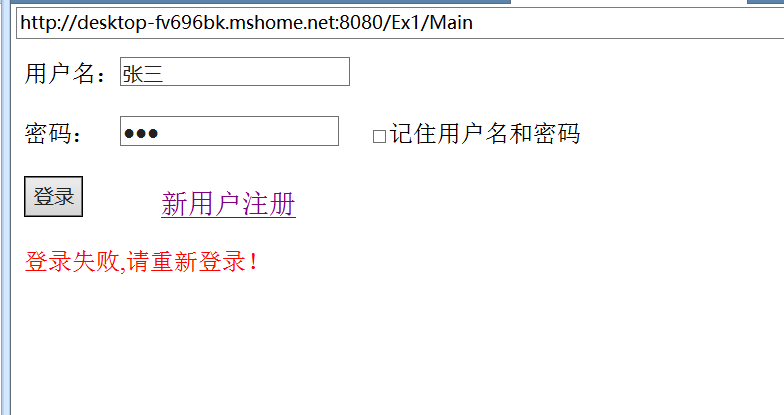 http://desktop-fv696bk.mshome.net:8080/Ex1/Main
用户名：张三
密码： ●●● 记住用户名和密码
登录 新用户注册
登录失败,请重新登录！